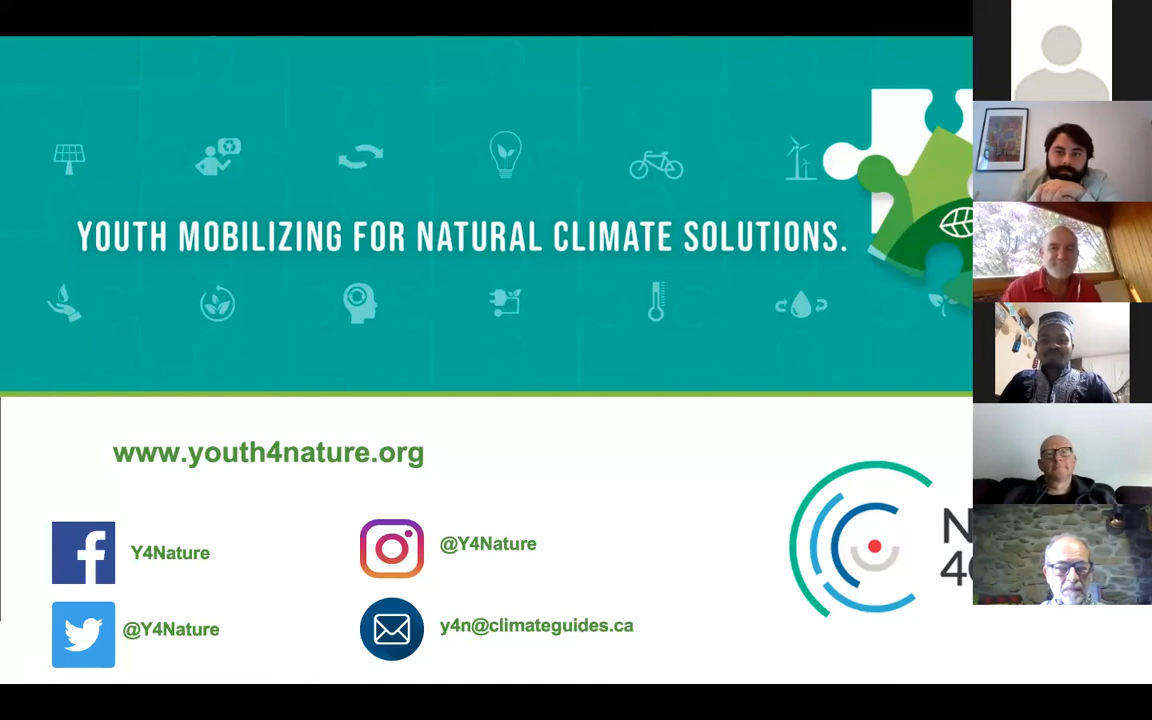 YOUTH MOBILIZING FOR NATURAL CLIMATE SOLUTIONS.
www.youth4nature.org
Y4Nature
@Y4Nature
@Y4Nature
y4n@climateguides.ca